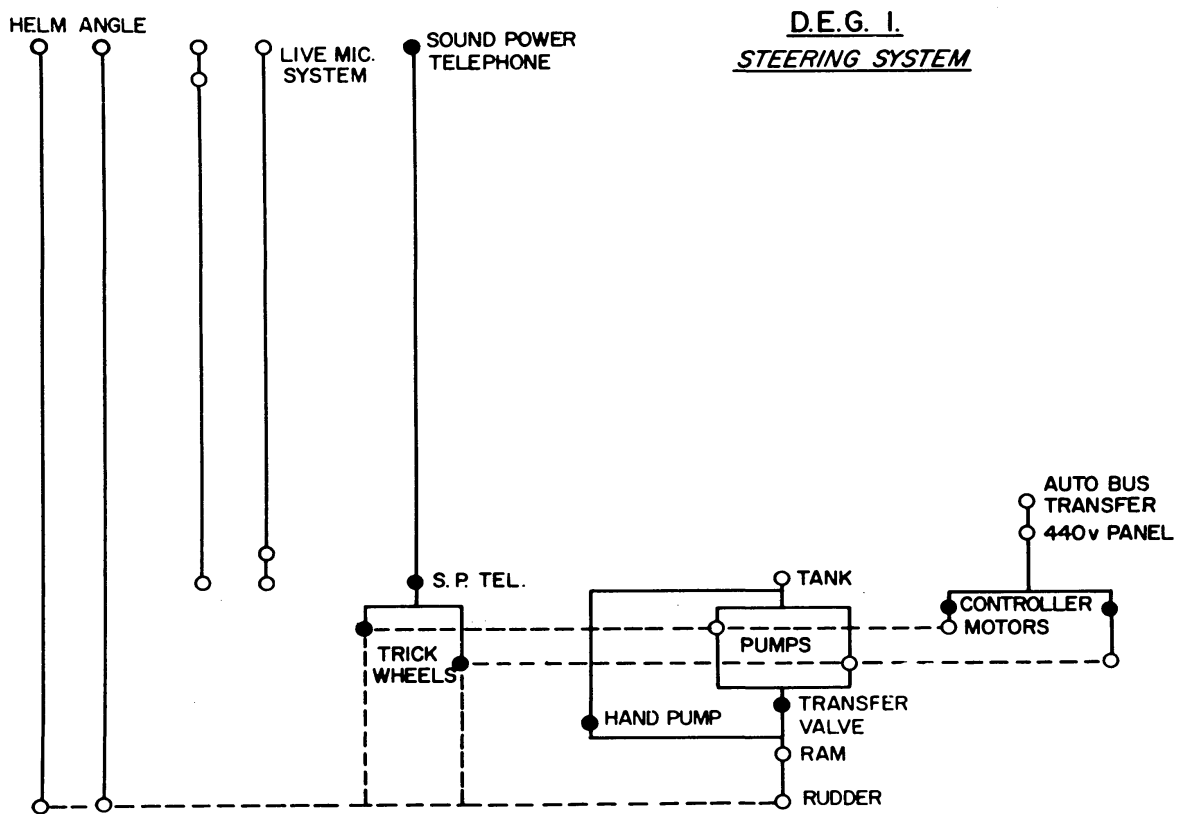 D.E.G. I.
STEERING SYSTEM
HELM ANGLE
LIVE MIC.
SYSTEM
SOUND POWER
TELEPHONE
AUTO BUS
TRANSFER
440v PANEL
S.P. TEL.
TANK
CONTROLLER
MOTORS
TRICK
WHEELS
PUMPS
HAND PUMP
TRANSFER
VALVE
RAM
RUDDER